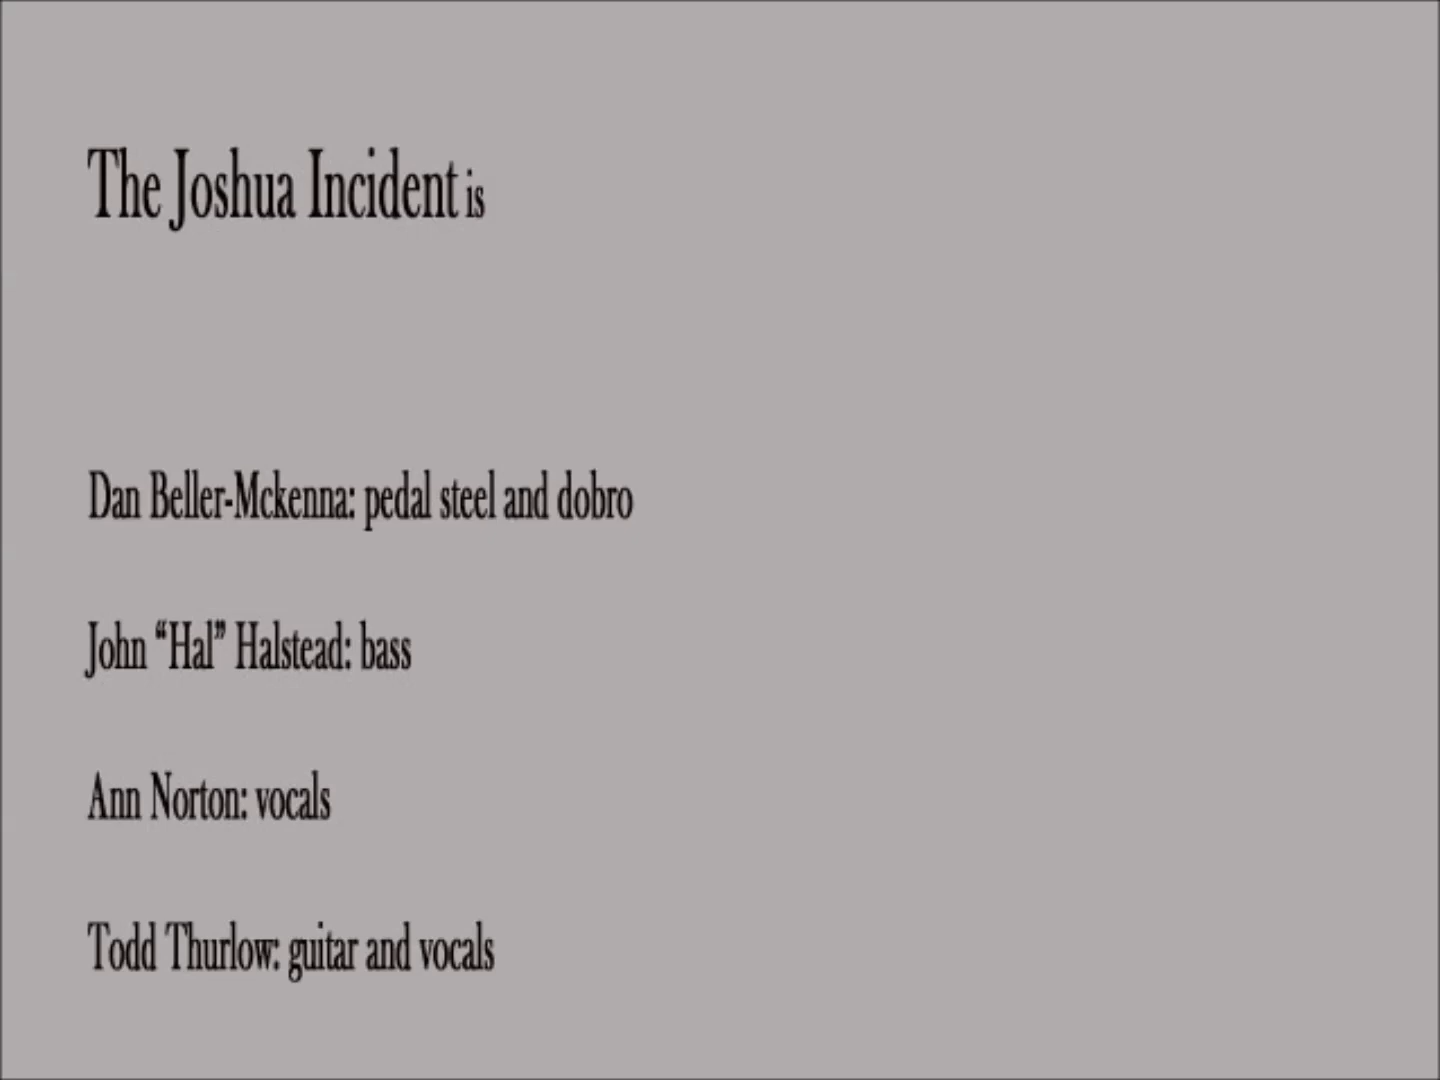 The Joshua Incident is
Dan Beller-Mckenna: pedal steel and dobro
John “Hal” Halstead: bass
Ann Norton: vocals
Todd Thurlow: guitar and vocals